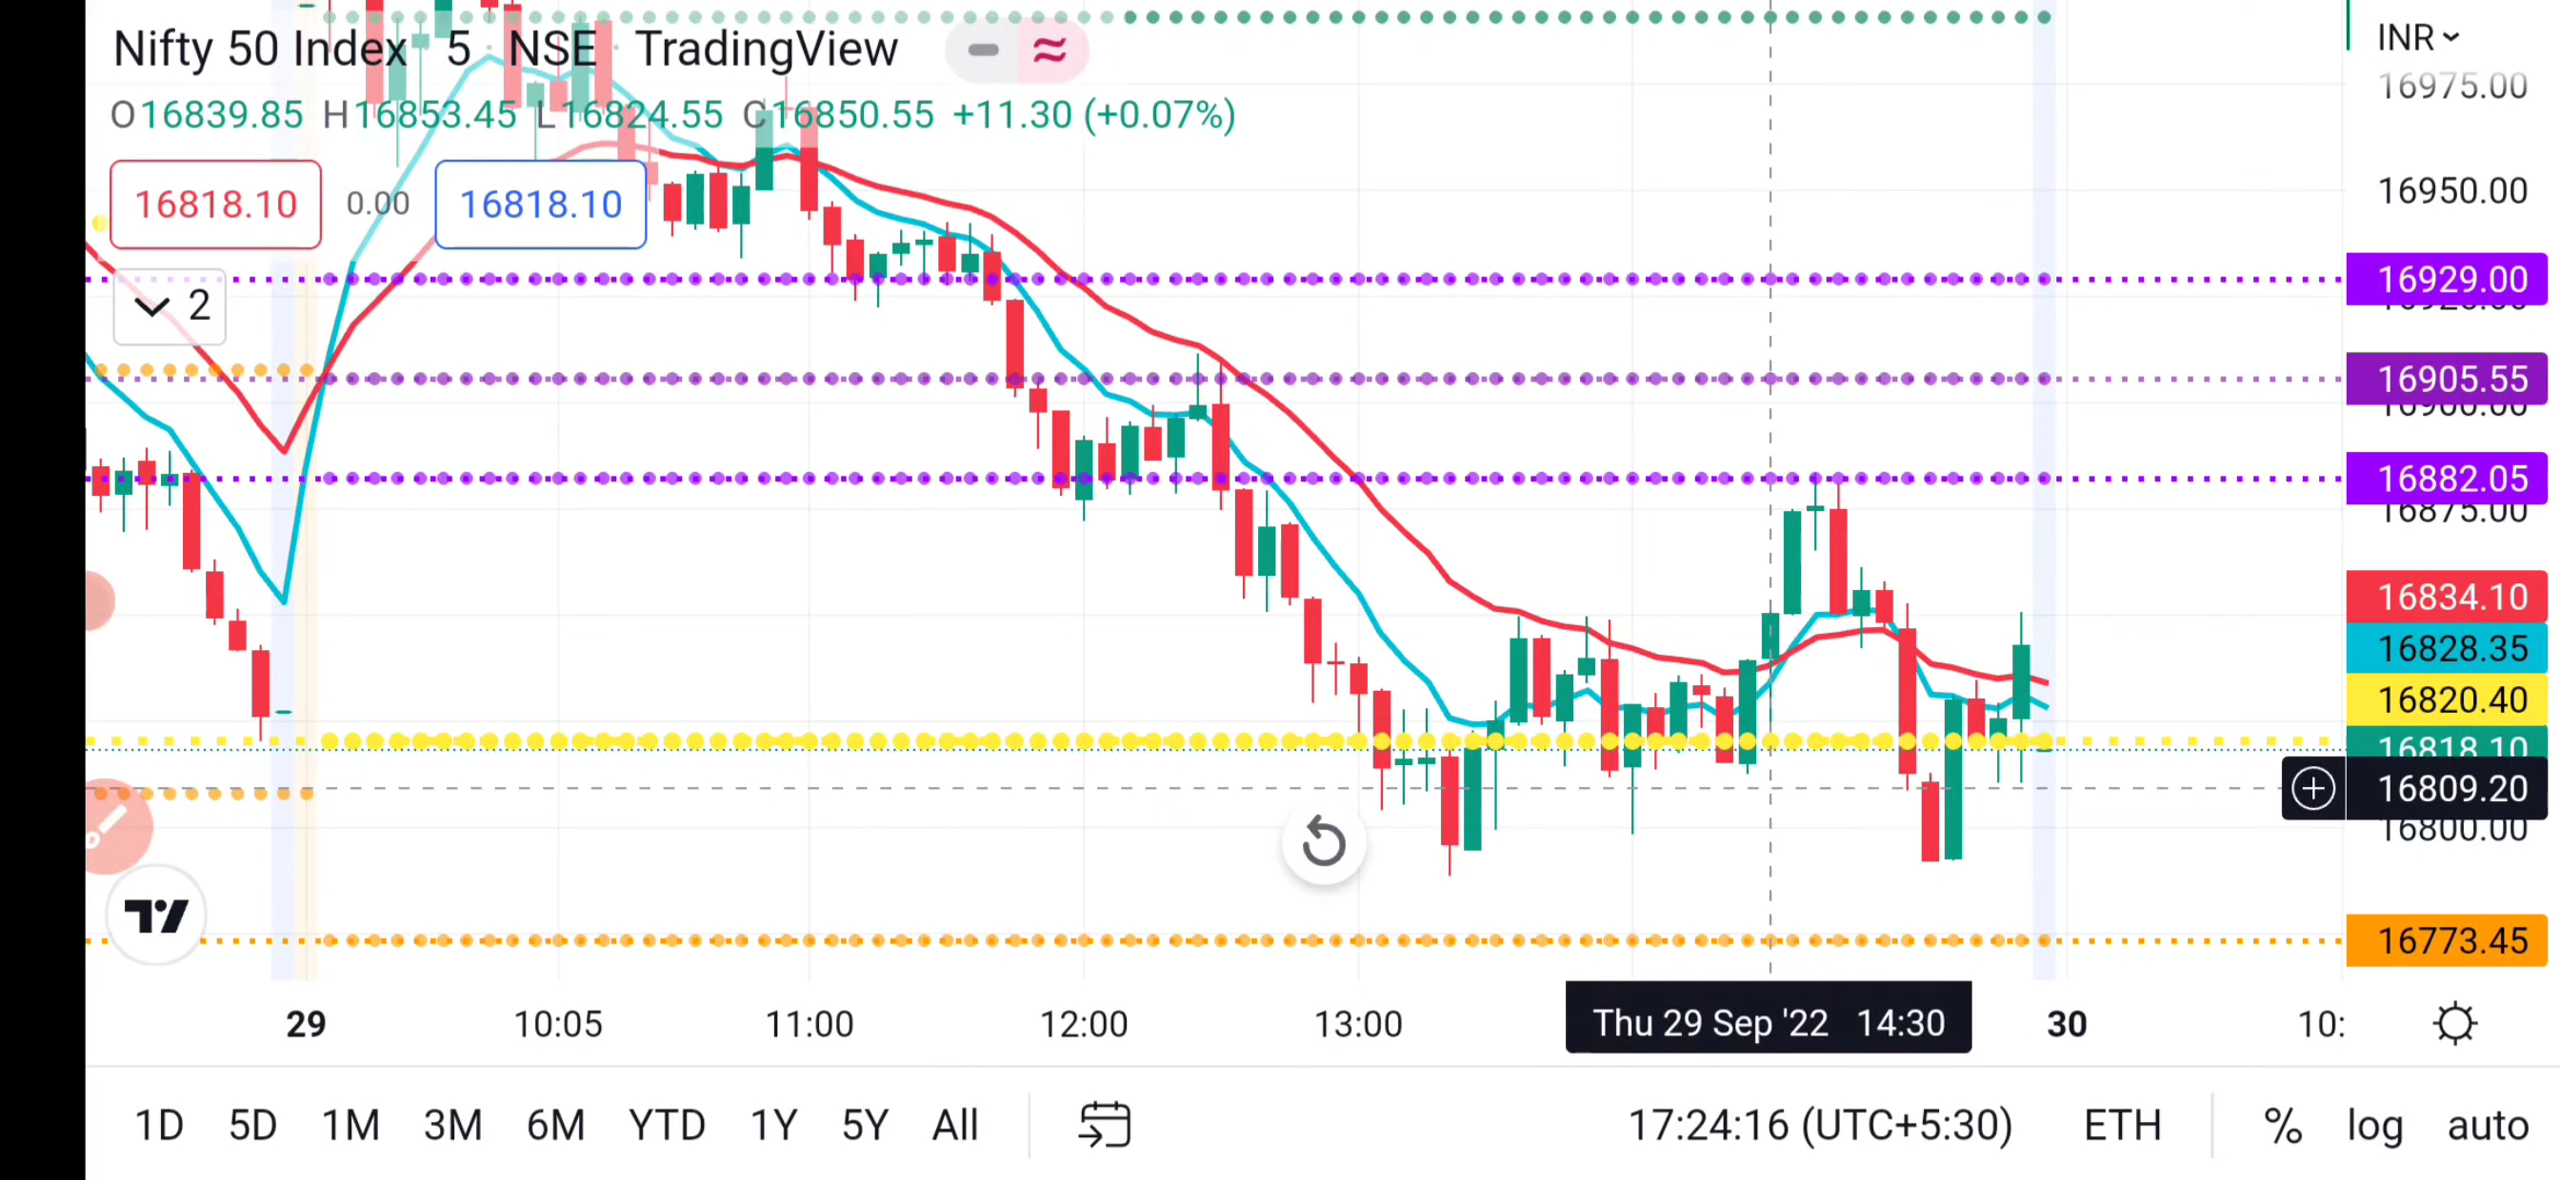 Nifty 50 Index · 5 · NSE · TradingView
O16839.85 H16853.45 L16824.55 C16850.55 +11.30 (+0.07%)
16818.10 0.00 16818.10
2
INR
16975.00
16950.00
16929.00
16905.55
16900.00
16882.05
16875.00
16834.10
16828.35
16820.40
16818.10
16809.20
16800.00
16773.45
29 10:05 11:00 12:00 13:00 Thu 29 Sep '22 14:30 30 10:
1D 5D 1M 3M 6M YTD 1Y 5Y All 17:24:16 (UTC+5:30) ETH % log auto